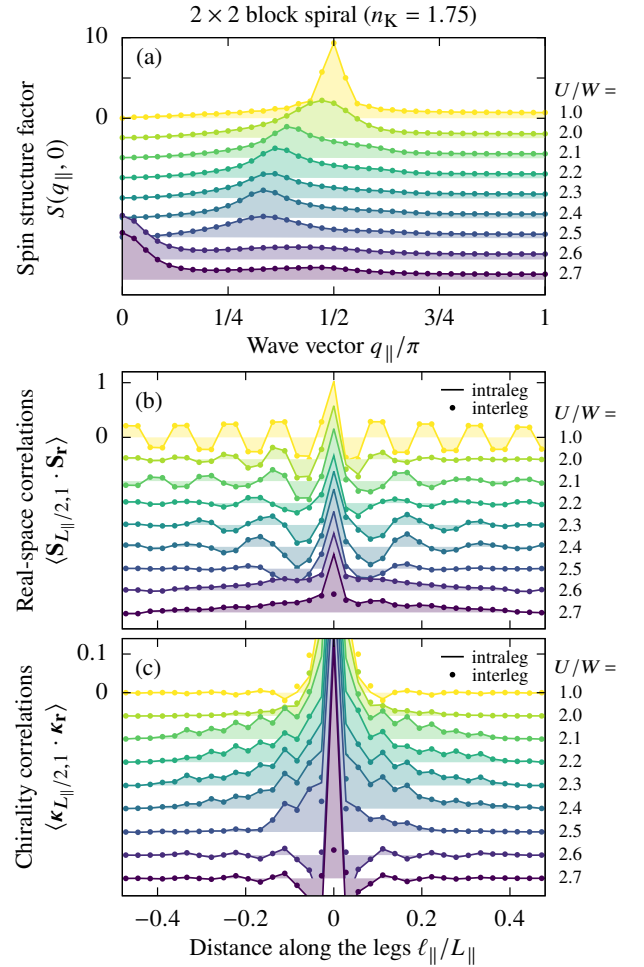 2 × 2 block spiral (n_K = 1.75)
(a)
10
0
Spin structure factor
S(q_∥, 0)
U/W =
1.0
2.0
2.1
2.2
2.3
2.4
2.5
2.6
2.7
0 1/4 1/2 3/4 1
Wave vector q_∥/π
(b)
1
0
Real-space correlations
⟨S_{L_∥/2,1} · S_r⟩
intraleg
interleg
U/W =
1.0
2.0
2.1
2.2
2.3
2.4
2.5
2.6
2.7
(c)
0.1
0
Chirality correlations
⟨κ_{L_∥/2,1} · κ_r⟩
intraleg
interleg
U/W =
1.0
2.0
2.1
2.2
2.3
2.4
2.5
2.6
2.7
−0.4 −0.2 0 0.2 0.4
Distance along the legs ℓ_∥/L_∥